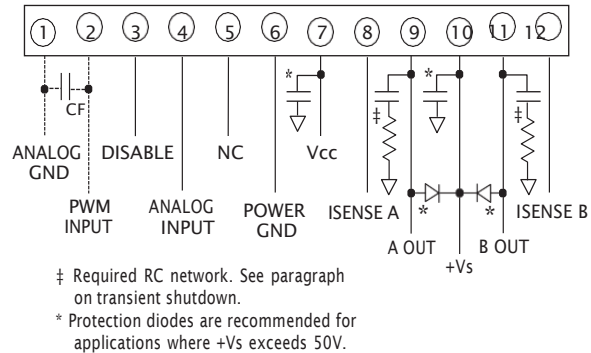 1 2 3 4 5 6 7 8 9 10 11 12
* * ‡ ‡
CF
ANALOG GND
DISABLE
NC
Vcc
PWM INPUT
ANALOG INPUT
POWER GND
ISENSE A
* *
ISENSE B
A OUT
B OUT
+Vs
‡ Required RC network. See paragraph
on transient shutdown.
* Protection diodes are recommended for
applications where +Vs exceeds 50V.